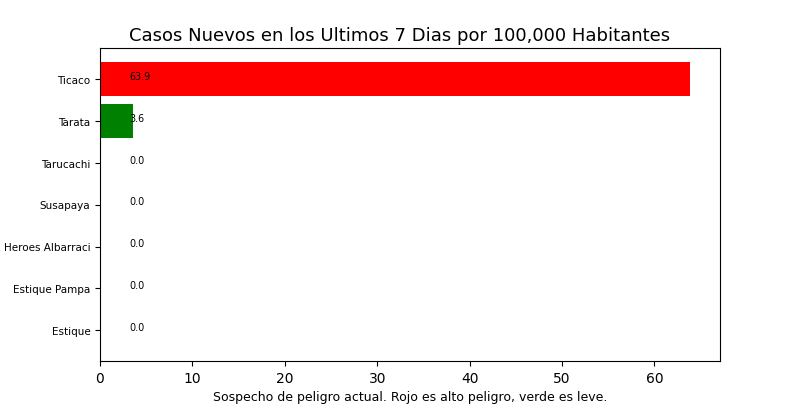 Casos Nuevos en los Ultimos 7 Dias por 100,000 Habitantes
Ticaco 63.9
Tarata 3.6
Tarucachi 0.0
Susapaya 0.0
Heroes Albarraci 0.0
Estique Pampa 0.0
Estique 0.0
0 10 20 30 40 50 60
Sospecho de peligro actual. Rojo es alto peligro, verde es leve.